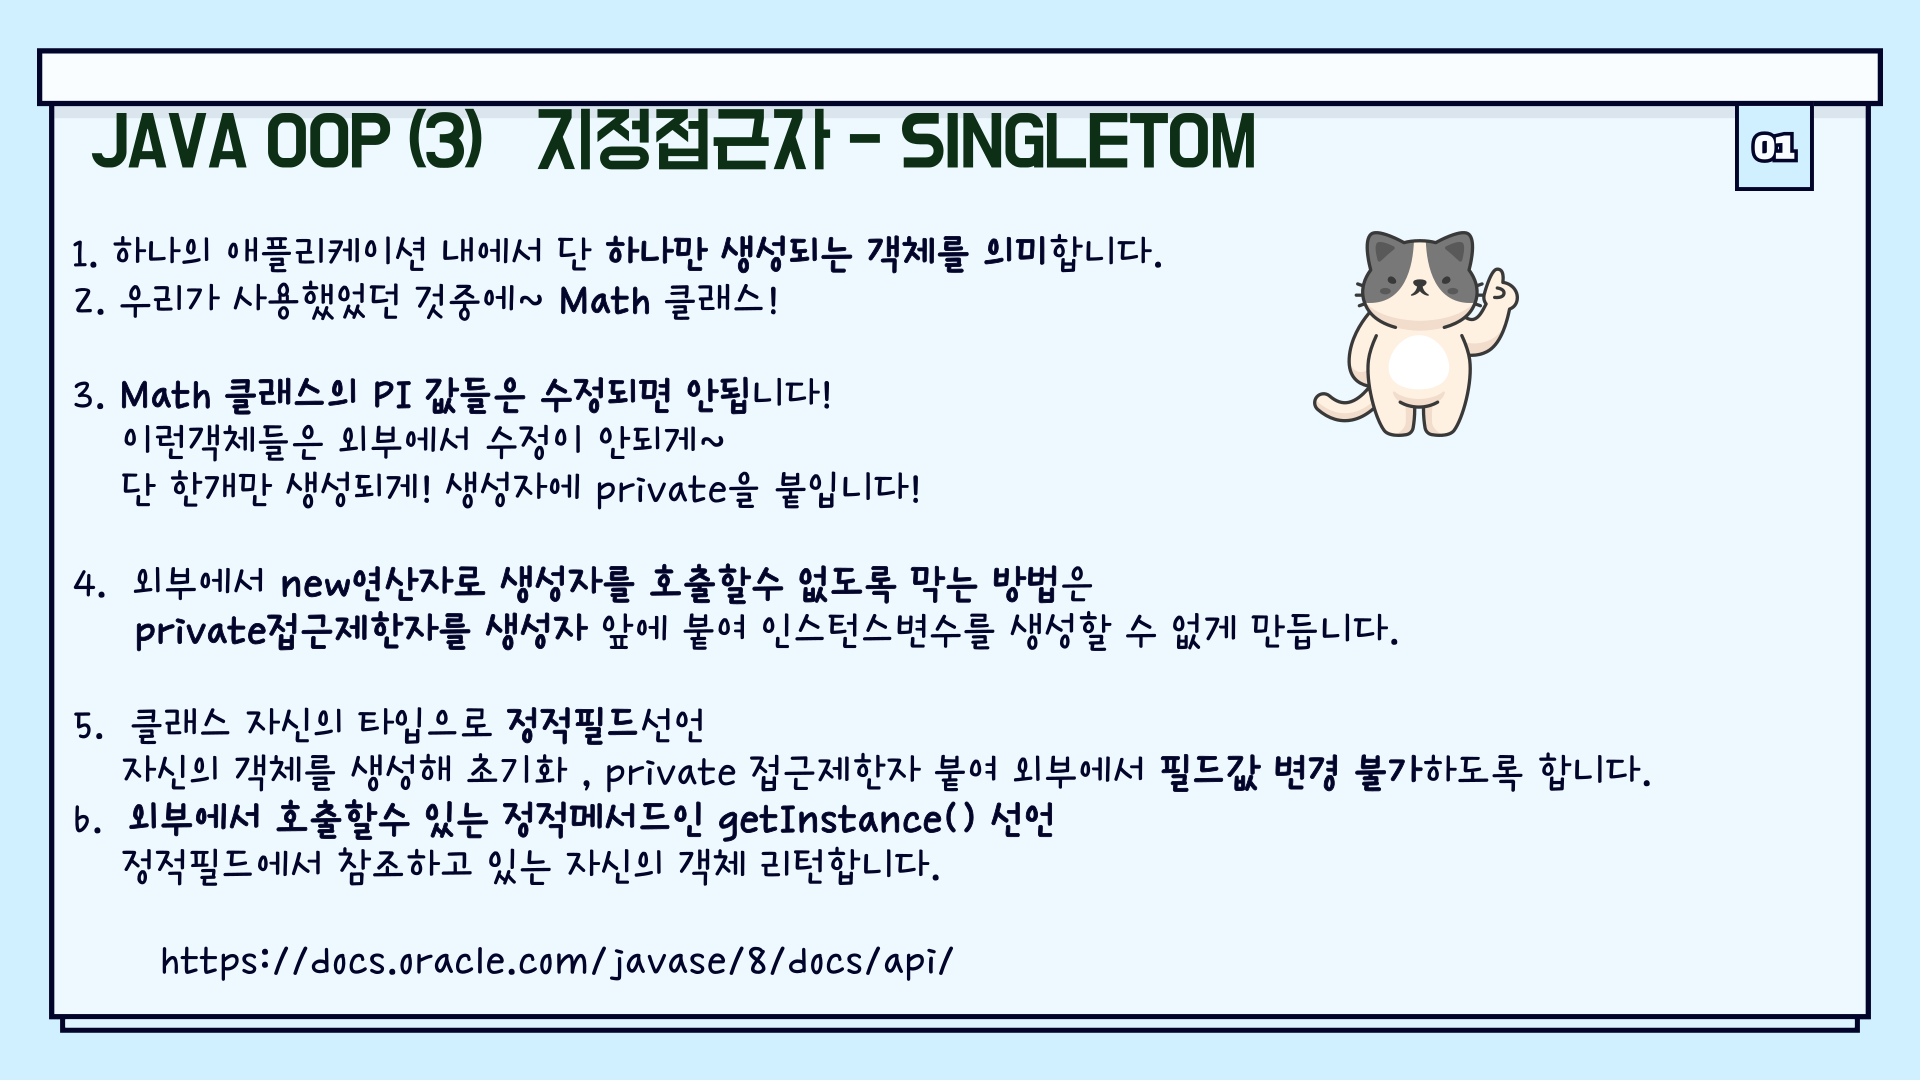 JAVA OOP (3) 지정접근자 - SINGLETOM
01
1. 하나의 애플리케이션 내에서 단 하나만 생성되는 객체를 의미합니다.
2. 우리가 사용했었던 것중에~ Math 클래스!
3. Math 클래스의 PI 값들은 수정되면 안됩니다!
이런객체들은 외부에서 수정이 안되게~
단 한개만 생성되게! 생성자에 private을 붙입니다!
4. 외부에서 new연산자로 생성자를 호출할수 없도록 막는 방법은
private접근제한자를 생성자 앞에 붙여 인스턴스변수를 생성할 수 없게 만듭니다.
5. 클래스 자신의 타입으로 정적필드선언
자신의 객체를 생성해 초기화 , private 접근제한자 붙여 외부에서 필드값 변경 불가하도록 합니다.
6. 외부에서 호출할수 있는 정적메서드인 getInstance() 선언
정적필드에서 참조하고 있는 자신의 객체 리턴합니다.
https://docs.oracle.com/javase/8/docs/api/